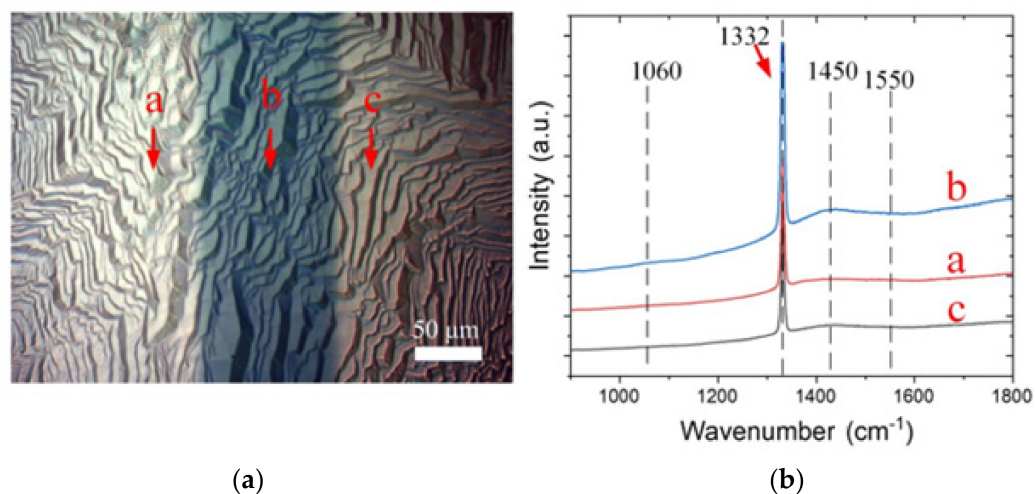 a
b
c
50 μm
1332
1060
1450
1550
b
a
c
Intensity (a.u.)
1000 1200 1400 1600 1800
Wavenumber (cm⁻¹)
(a)
(b)